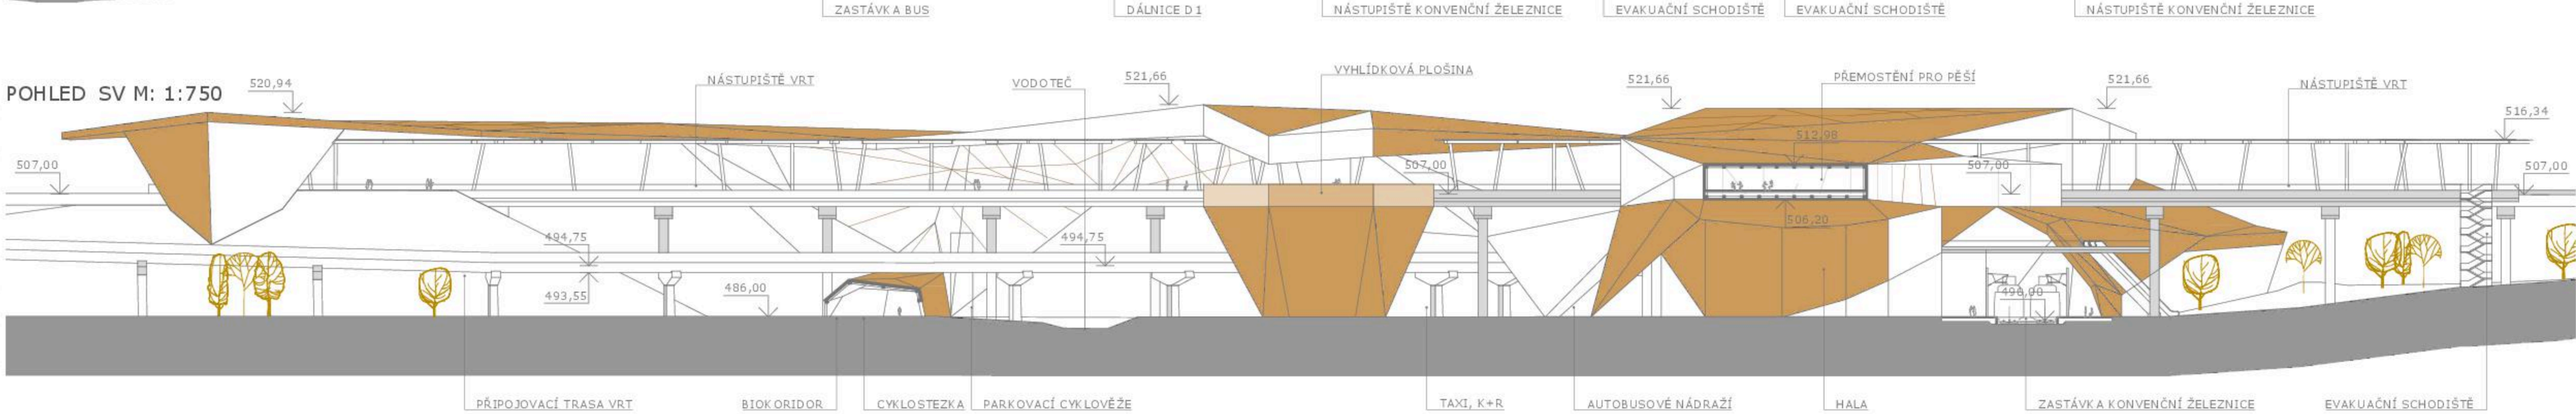 ZASTÁVKA BUS
DÁLNICE D1
NÁSTUPIŠTĚ KONVENČNÍ ŽELEZNICE
EVAKUAČNÍ SCHODIŠTĚ
EVAKUAČNÍ SCHODIŠTĚ
NÁSTUPIŠTĚ KONVENČNÍ ŽELEZNICE
POHLED SV M: 1:750
520,94
NÁSTUPIŠTĚ VRT
VODOTEČ
521,66
VYHLÍDKOVÁ PLOŠINA
521,66
PŘEMOSTĚNÍ PRO PĚŠÍ
521,66
NÁSTUPIŠTĚ VRT
516,34
512,98
507,00
507,00
507,00
507,00
506,20
494,75
494,75
493,55
486,00
490,00
PŘIPOJOVACÍ TRASA VRT
BIOKORIDOR
CYKLOSTEZKA
PARKOVACÍ CYKLOVĚŽE
TAXI, K+R
AUTOBUSOVÉ NÁDRAŽÍ
HALA
ZASTÁVKA KONVENČNÍ ŽELEZNICE
EVAKUAČNÍ SCHODIŠTĚ